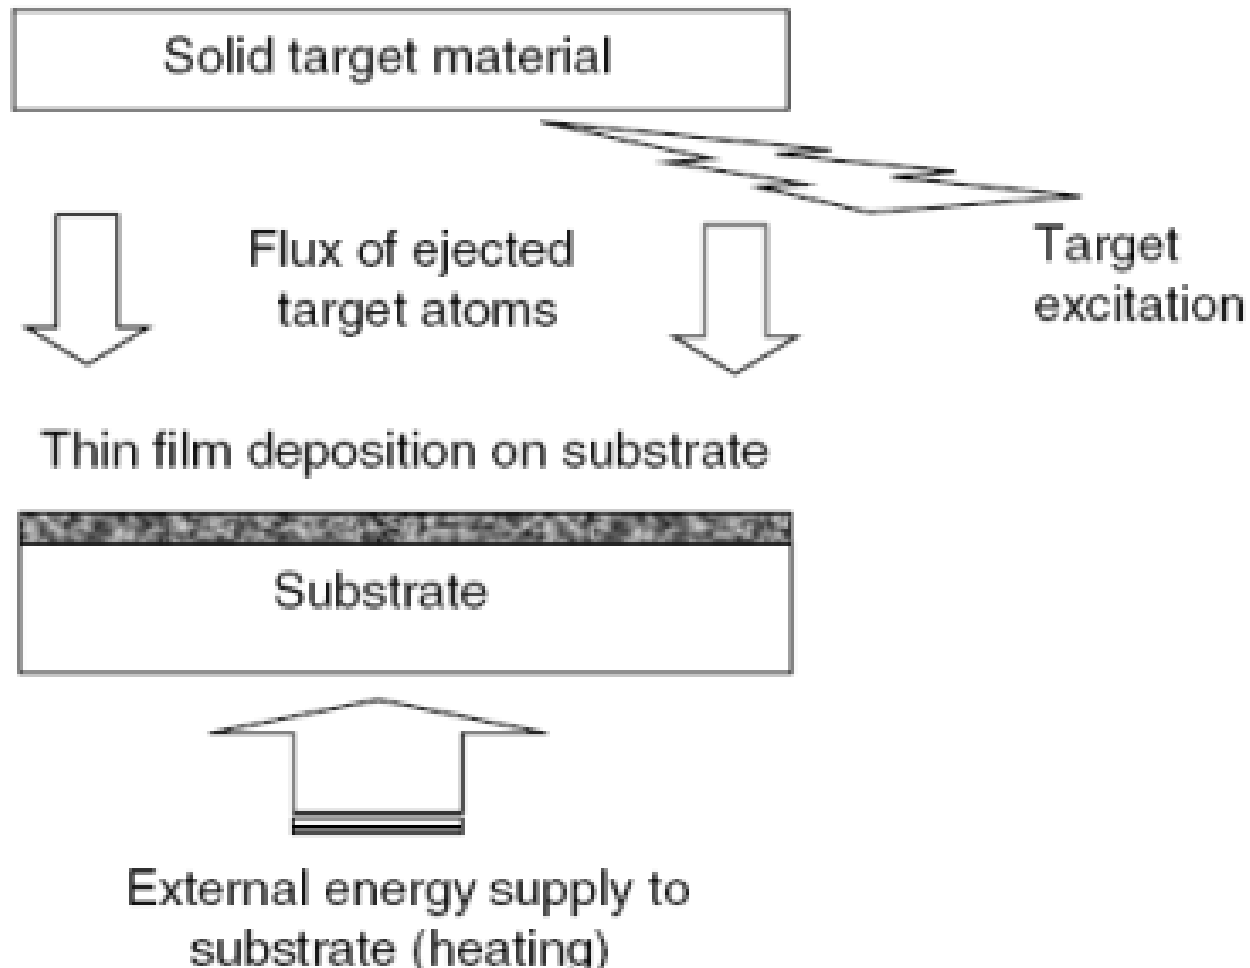 Solid target material
Flux of ejected
target atoms
Target
excitation
Thin film deposition on substrate
Substrate
External energy supply to
substrate (heating)